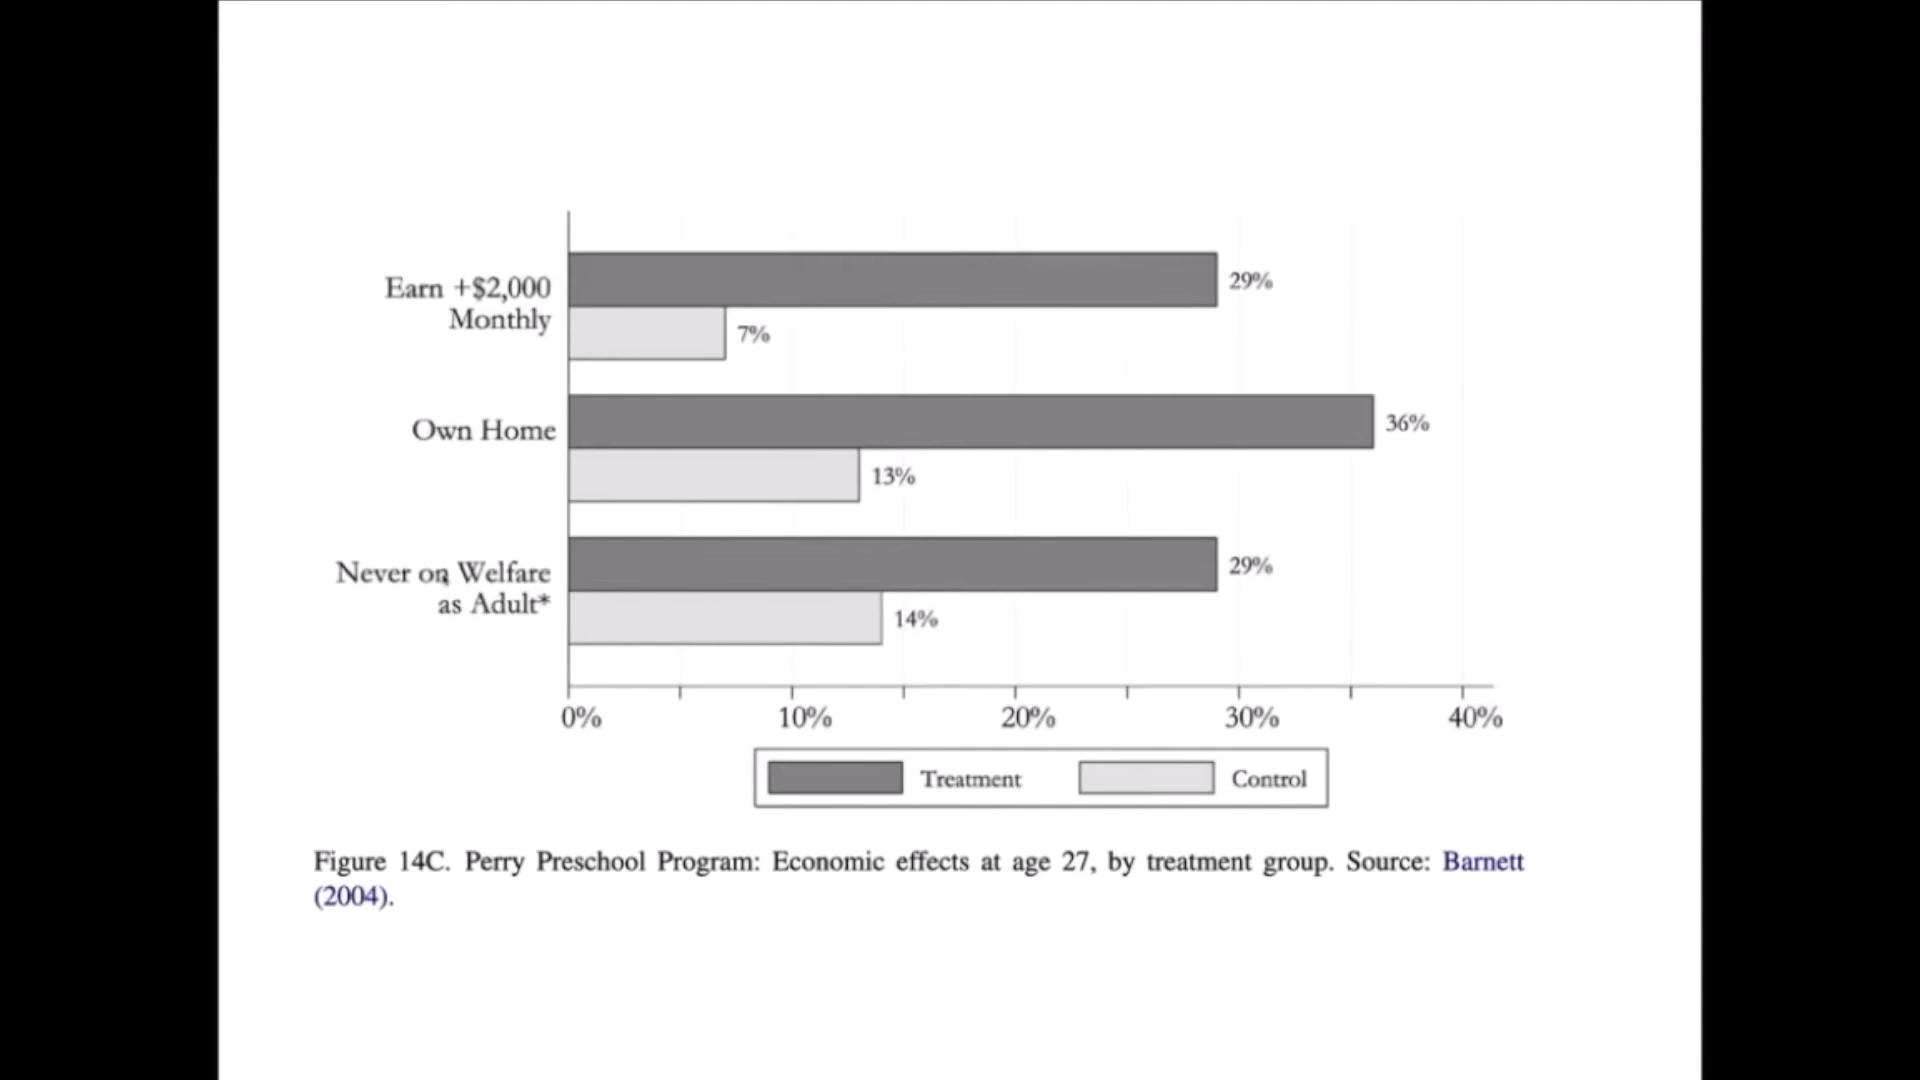 Earn +$2,000
Monthly
29%
7%
Own Home
36%
13%
Never on Welfare
as Adult*
29%
14%
0% 10% 20% 30% 40%
Treatment Control
Figure 14C. Perry Preschool Program: Economic effects at age 27, by treatment group. Source: Barnett
(2004).